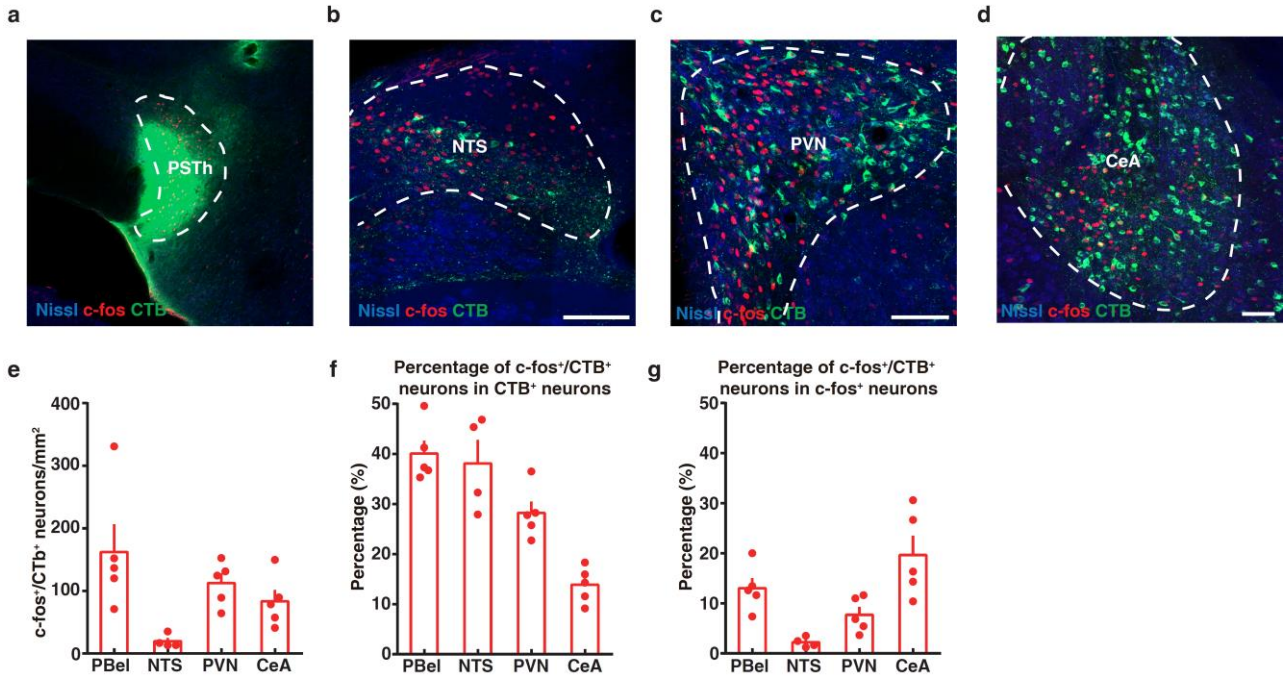 a
b
c
d
PSTh
NTS
PVN
CeA
Nissl c-fos CTB
Nissl c-fos CTB
Nissl c-fos CTB
Nissl c-fos CTB
e
f
g
Percentage of c-fos⁺/CTB⁺
neurons in CTB⁺ neurons
Percentage of c-fos⁺/CTB⁺
neurons in c-fos⁺ neurons
c-fos⁺/CTb⁺ neurons/mm²
400
300
200
100
0
PBel NTS PVN CeA
Percentage (%)
50
40
30
20
10
0
PBel NTS PVN CeA
Percentage (%)
50
40
30
20
10
0
PBel NTS PVN CeA